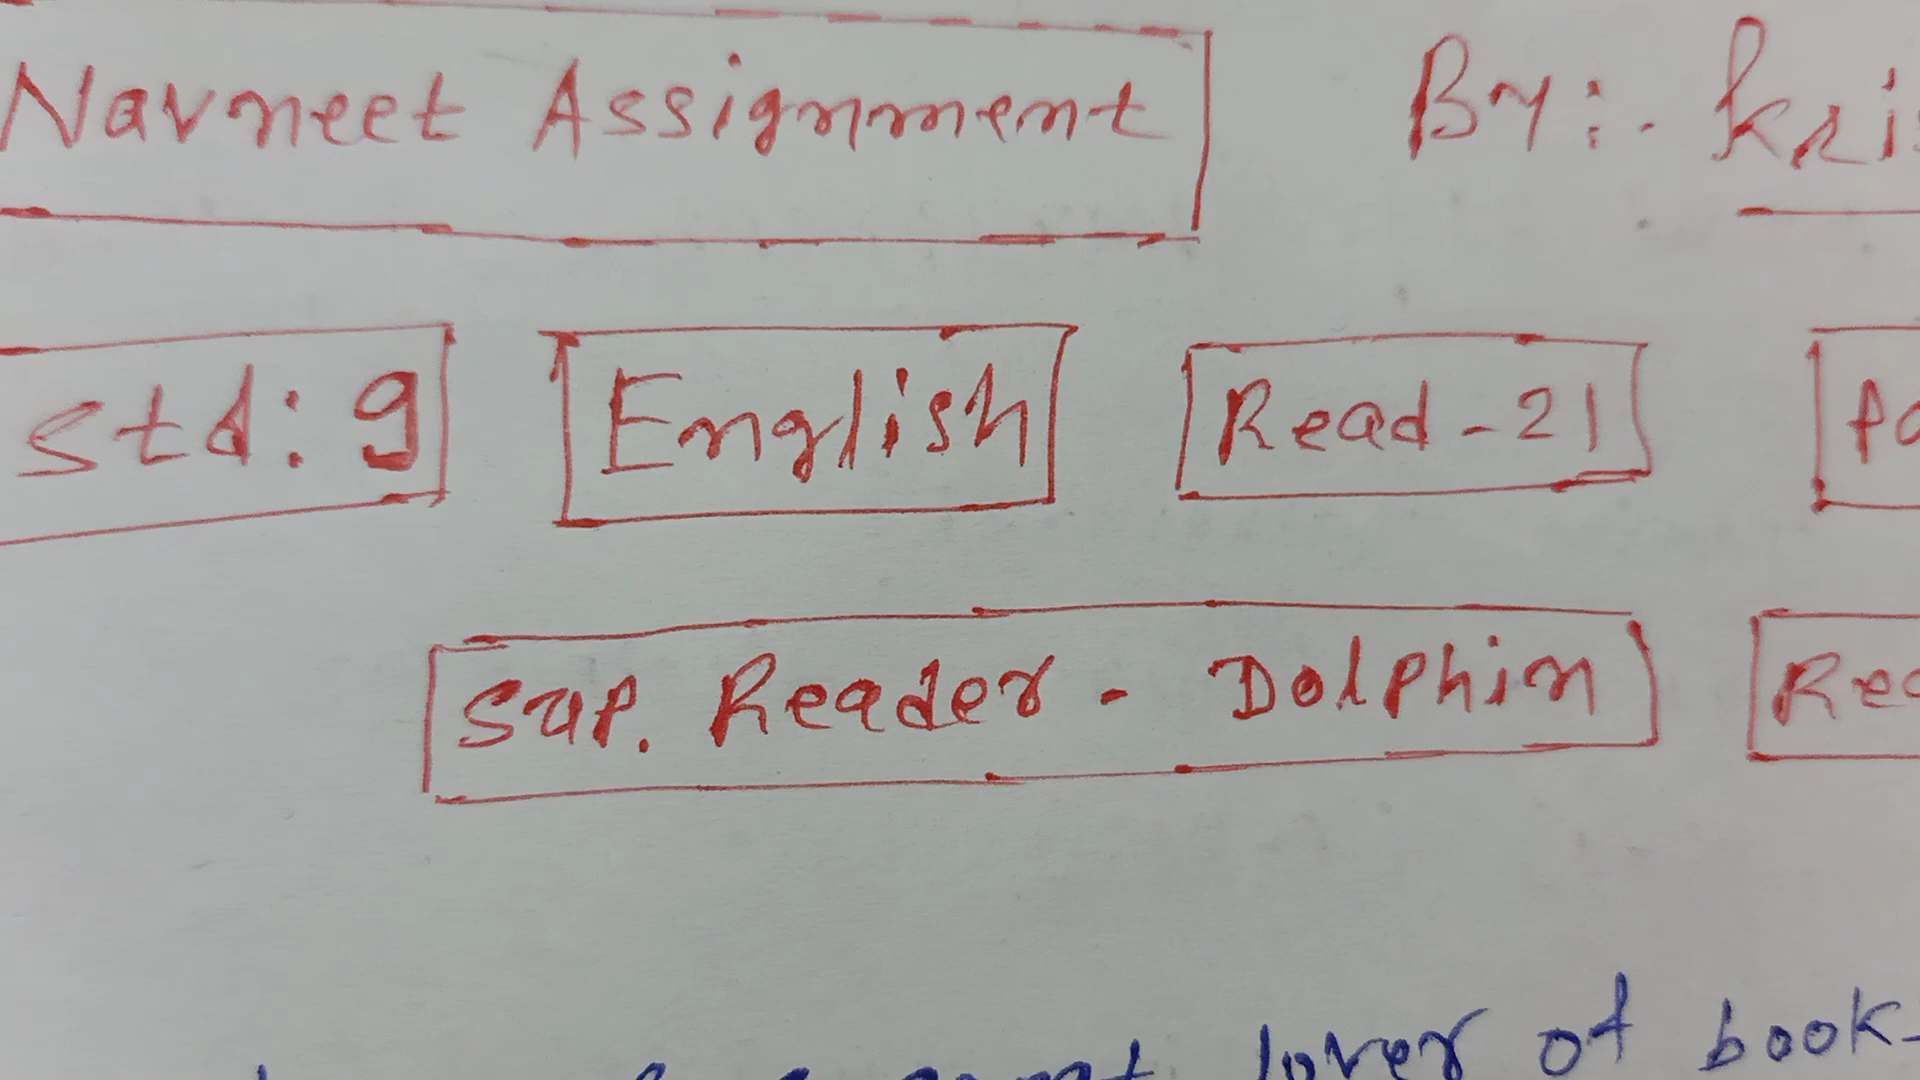 Navneet Assignment By:-
Std: 9 English Read-21
Sup. Reader - Dolphin
lover of book-